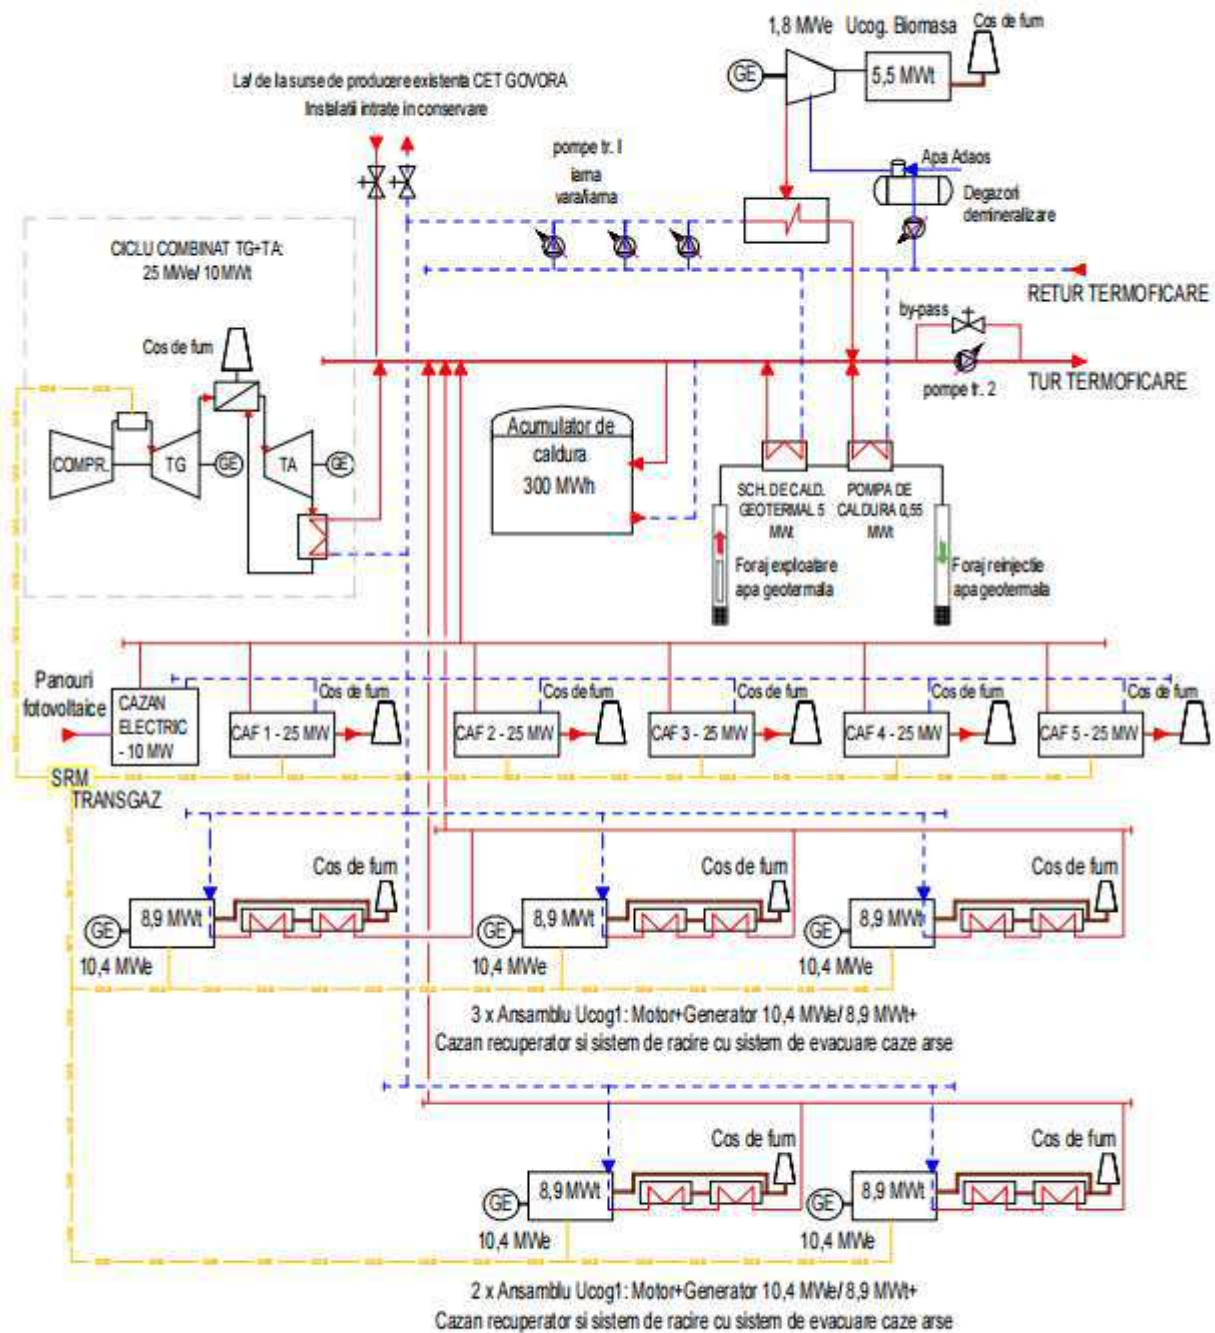 1,8 MWe Ucog. Biomasa
Cos de fum
GE
5,5 MWt
La/ de la surse de producere existenta CET GOVORA
Instalatii intrate in conservare
pompe tr. I
iarna
vara/iarna
Apa Adaos
Degazori
demineralizare
CICLU COMBINAT TG+TA:
25 MWe/ 10 MWt
RETUR TERMOFICARE
by-pass
Cos de fum
TUR TERMOFICARE
pompe tr. 2
COMPR.
TG
GE
TA
GE
Acumulator de
caldura
300 MWh
SCH. DE CALD.
GEOTERMAL 5
MWt
POMPA DE
CALDURA 0,55
MWt
Foraj exploatare
apa geotermala
Foraj reinjectie
apa geotermala
Panouri
fotovoltaice
CAZAN
ELECTRIC
- 10 MW
Cos de fum
Cos de fum
Cos de fum
Cos de fum
Cos de fum
CAF 1 - 25 MW
CAF 2 - 25 MW
CAF 3 - 25 MW
CAF 4 - 25 MW
CAF 5 - 25 MW
SRM
TRANSGAZ
Cos de fum
Cos de fum
Cos de fum
GE
8,9 MWt
GE
8,9 MWt
GE
8,9 MWt
10,4 MWe
10,4 MWe
10,4 MWe
3 x Ansamblu Ucog1: Motor+Generator 10,4 MWe/ 8,9 MWt+
Cazan recuperator si sistem de racire cu sistem de evacuare caze arse
Cos de fum
Cos de fum
GE
8,9 MWt
GE
8,9 MWt
10,4 MWe
10,4 MWe
2 x Ansamblu Ucog1: Motor+Generator 10,4 MWe/ 8,9 MWt+
Cazan recuperator si sistem de racire cu sistem de evacuare caze arse